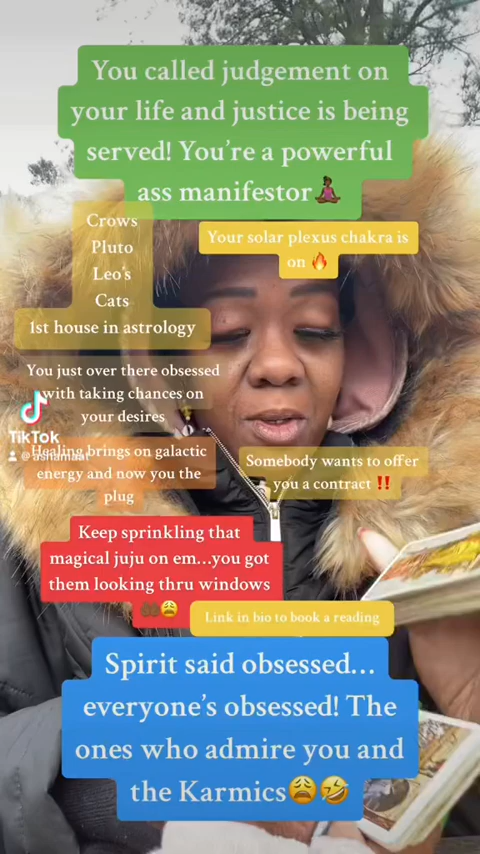 You called judgement on
your life and justice is being
served! You're a powerful
ass manifestor🧘🏾‍♀️
Crows
Pluto
Leo's
Cats
1st house in astrology
Your solar plexus chakra is
on 🔥
You just over there obsessed
with taking chances on
your desires
TikTok
Healing brings on galactic
energy and now you the
plug
Somebody wants to offer
you a contract ‼️
Keep sprinkling that
magical juju on em...you got
them looking thru windows
🤲🏾😩
Link in bio to book a reading
Spirit said obsessed...
everyone's obsessed! The
ones who admire you and
the Karmics😩🤣